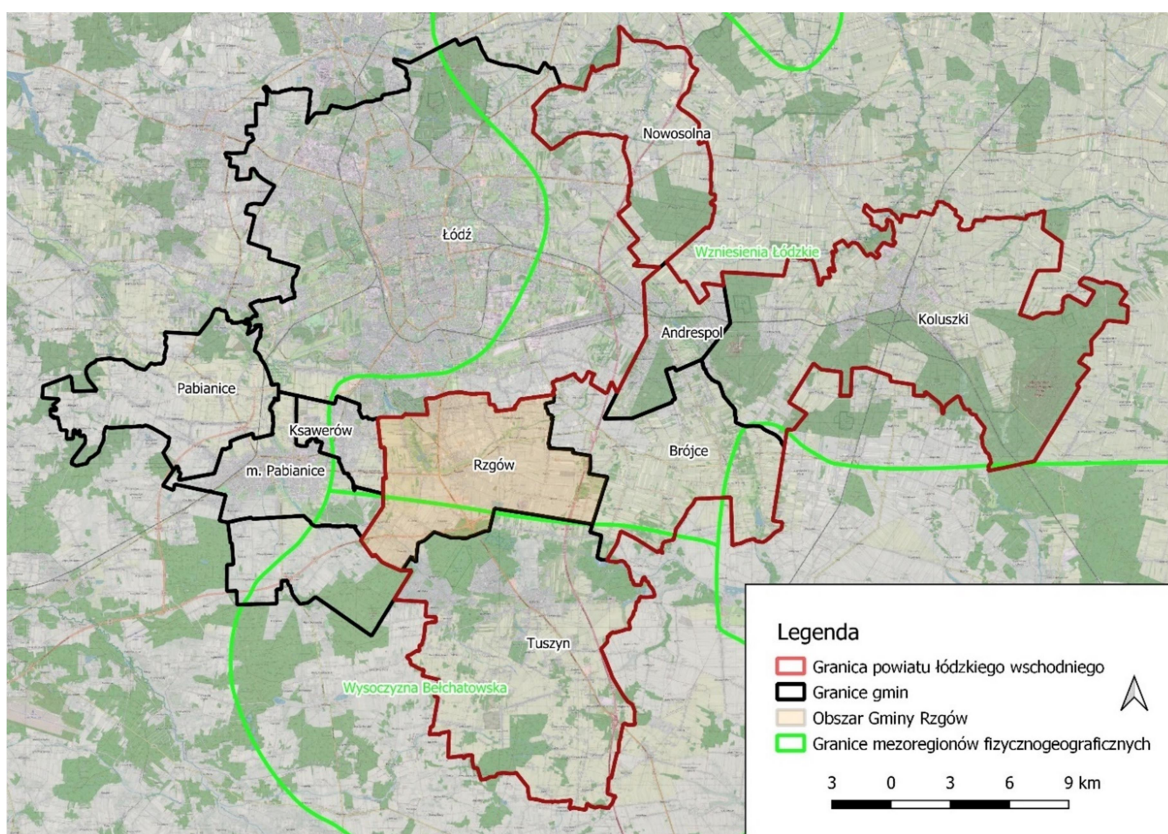 Nowosolna
Łódź
Wzniesienia Łódzkie
Andrespol
Koluszki
Pabianice
Ksawerów
m. Pabianice
Rzgów
Brójce
Tuszyn
Wysoczyzna Bełchatowska
Legenda
Granica powiatu łódzkiego wschodniego
Granice gmin
Obszar Gminy Rzgów
Granice mezoregionów fizycznogeograficznych
3 0 3 6 9 km